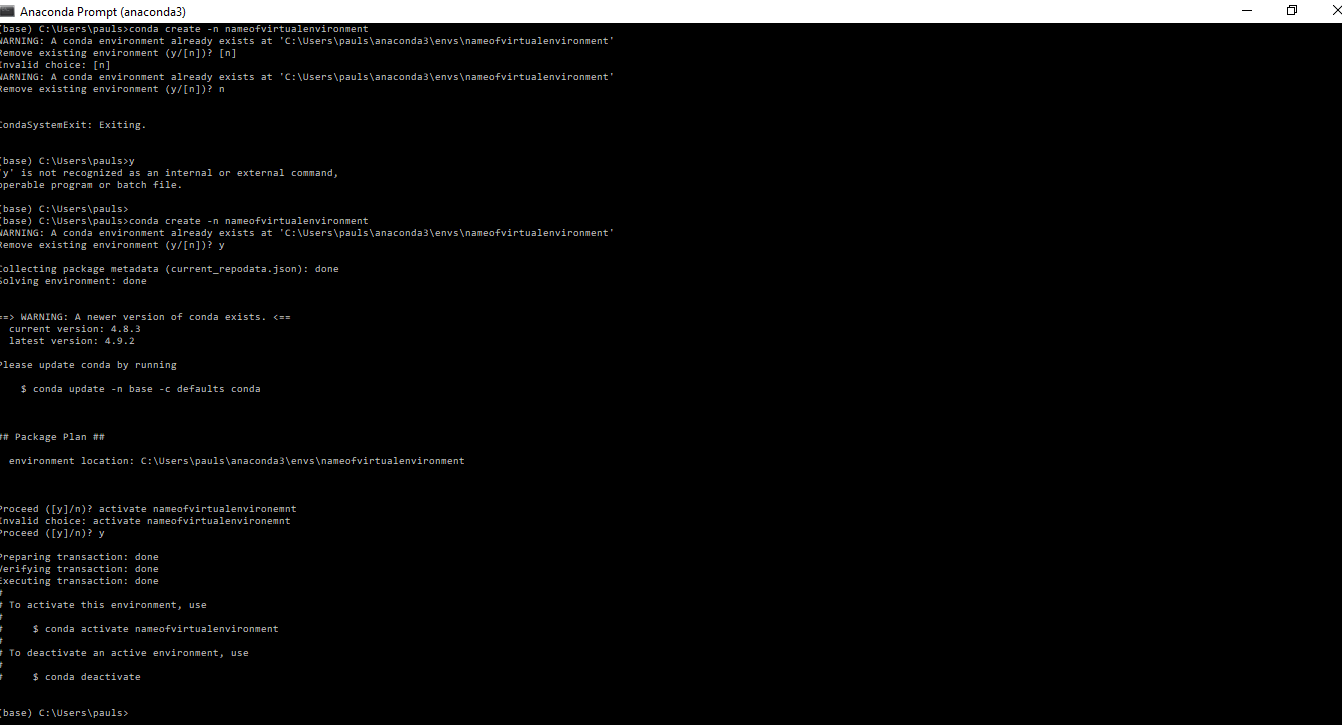 Anaconda Prompt (anaconda3)
(base) C:\Users\pauls>conda create -n nameofvirtualenvironment
WARNING: A conda environment already exists at 'C:\Users\pauls\anaconda3\envs\nameofvirtualenvironment'
Remove existing environment (y/[n])? [n]
Invalid choice: [n]
WARNING: A conda environment already exists at 'C:\Users\pauls\anaconda3\envs\nameofvirtualenvironment'
Remove existing environment (y/[n])? n
CondaSystemExit: Exiting.
(base) C:\Users\pauls>y
'y' is not recognized as an internal or external command,
operable program or batch file.
(base) C:\Users\pauls>
(base) C:\Users\pauls>conda create -n nameofvirtualenvironment
WARNING: A conda environment already exists at 'C:\Users\pauls\anaconda3\envs\nameofvirtualenvironment'
Remove existing environment (y/[n])? y
Collecting package metadata (current_repodata.json): done
Solving environment: done
==> WARNING: A newer version of conda exists. <==
current version: 4.8.3
latest version: 4.9.2
Please update conda by running
$ conda update -n base -c defaults conda
## Package Plan ##
environment location: C:\Users\pauls\anaconda3\envs\nameofvirtualenvironment
Proceed ([y]/n)? activate nameofvirtualenvironemnt
Invalid choice: activate nameofvirtualenvironemnt
Proceed ([y]/n)? y
Preparing transaction: done
Verifying transaction: done
Executing transaction: done
#
# To activate this environment, use
#
#     $ conda activate nameofvirtualenvironment
#
# To deactivate an active environment, use
#
#     $ conda deactivate
(base) C:\Users\pauls>